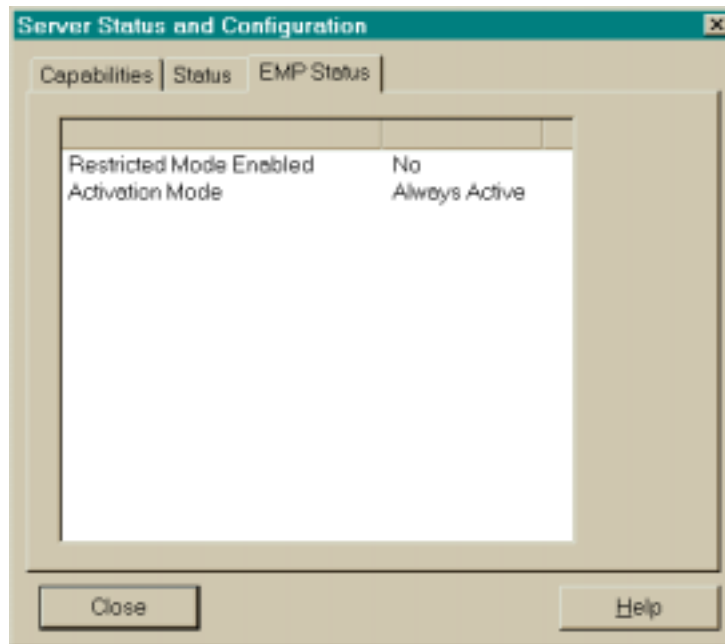 Server Status and Configuration
Capabilities Status EMP Status
Restricted Mode Enabled No
Activation Mode Always Active
Close Help